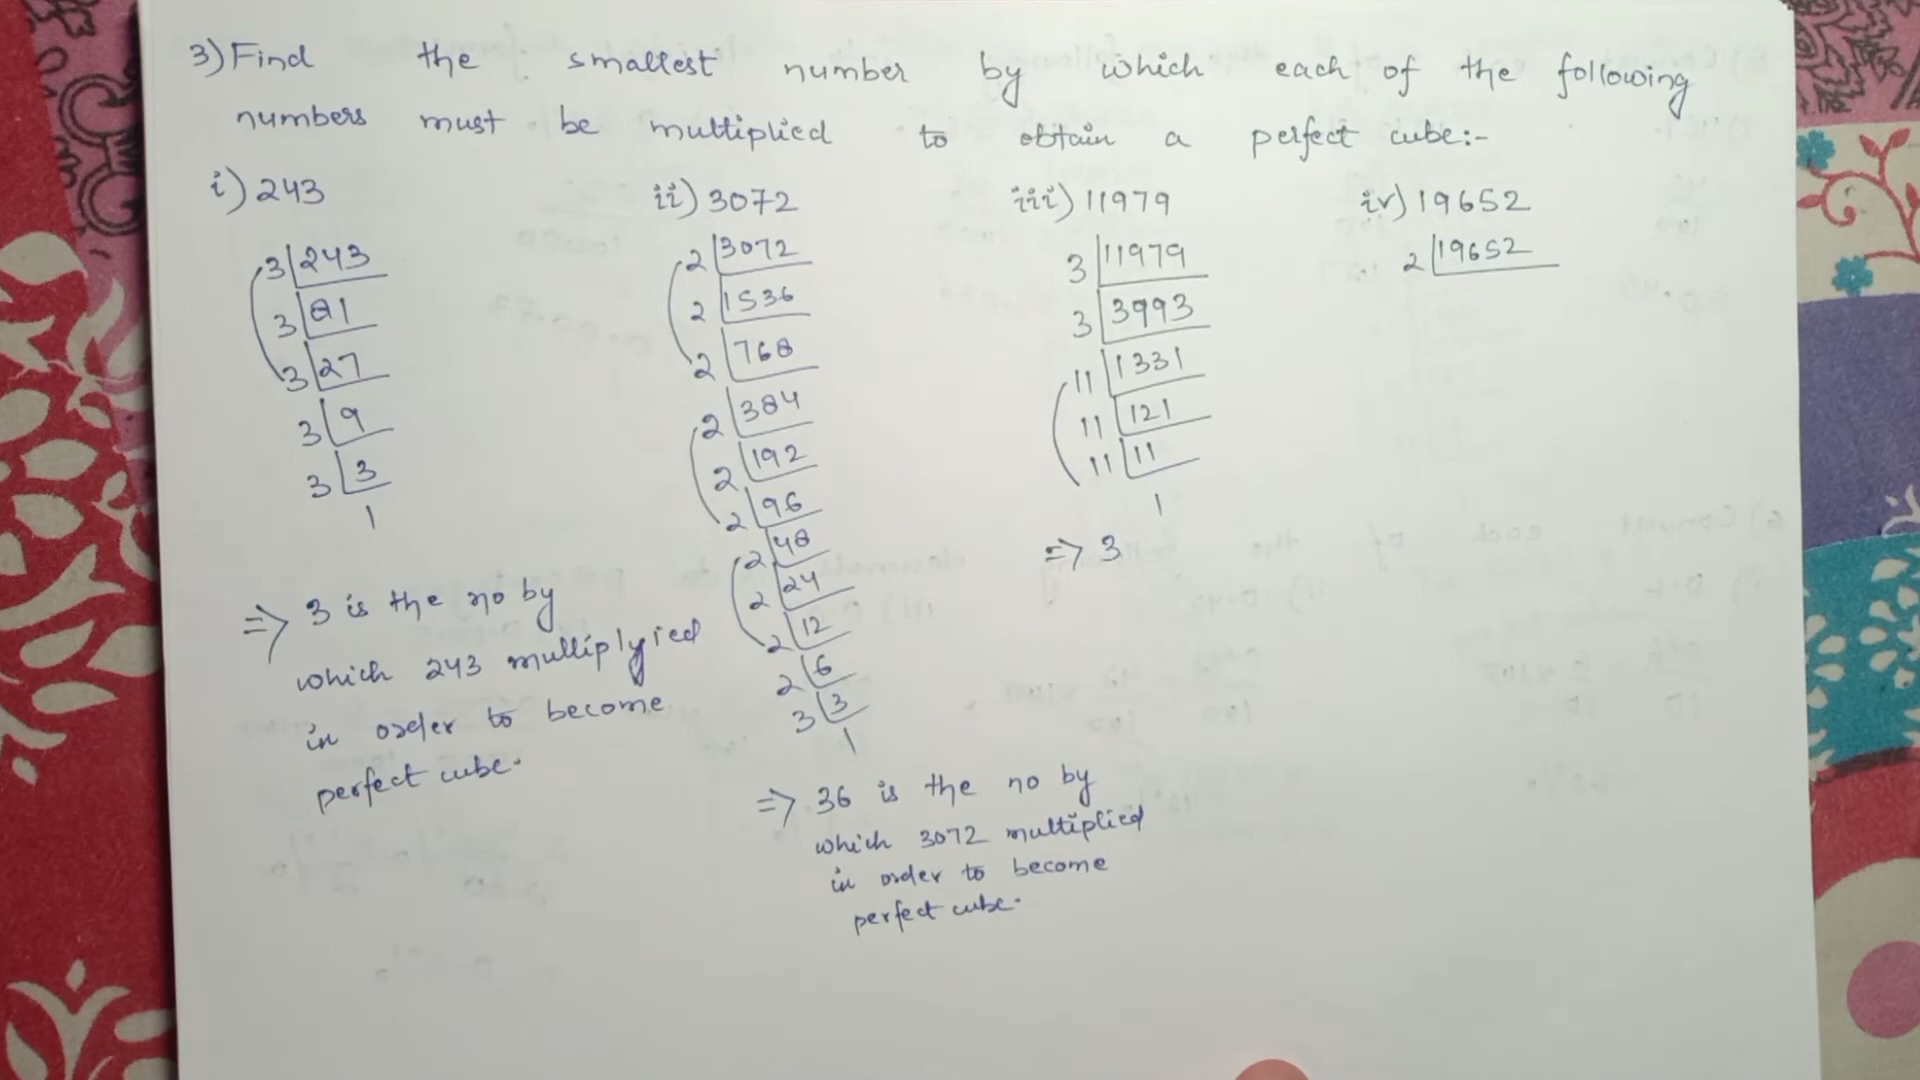 3) Find the smallest number by which each of the following
numbers must be multiplied to obtain a perfect cube:-
i) 243
3 243
3 81
3 27
3 9
3 3
1
=> 3 is the no by
which 243 multiplyied
in order to become
perfect cube.
ii) 3072
2 3072
2 1536
2 768
2 384
2 192
2 96
2 48
2 24
2 12
2 6
3 3
1
=> 36 is the no by
which 3072 multiplied
in order to become
perfect cube.
iii) 11979
3 11979
3 3993
11 1331
11 121
11 11
1
=> 3
iv) 19652
2 19652